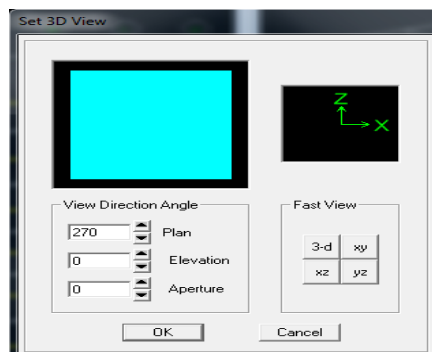 Set 3D View
Z
X
View Direction Angle
270 Plan
0 Elevation
0 Aperture
Fast View
3-d xy
xz yz
OK Cancel